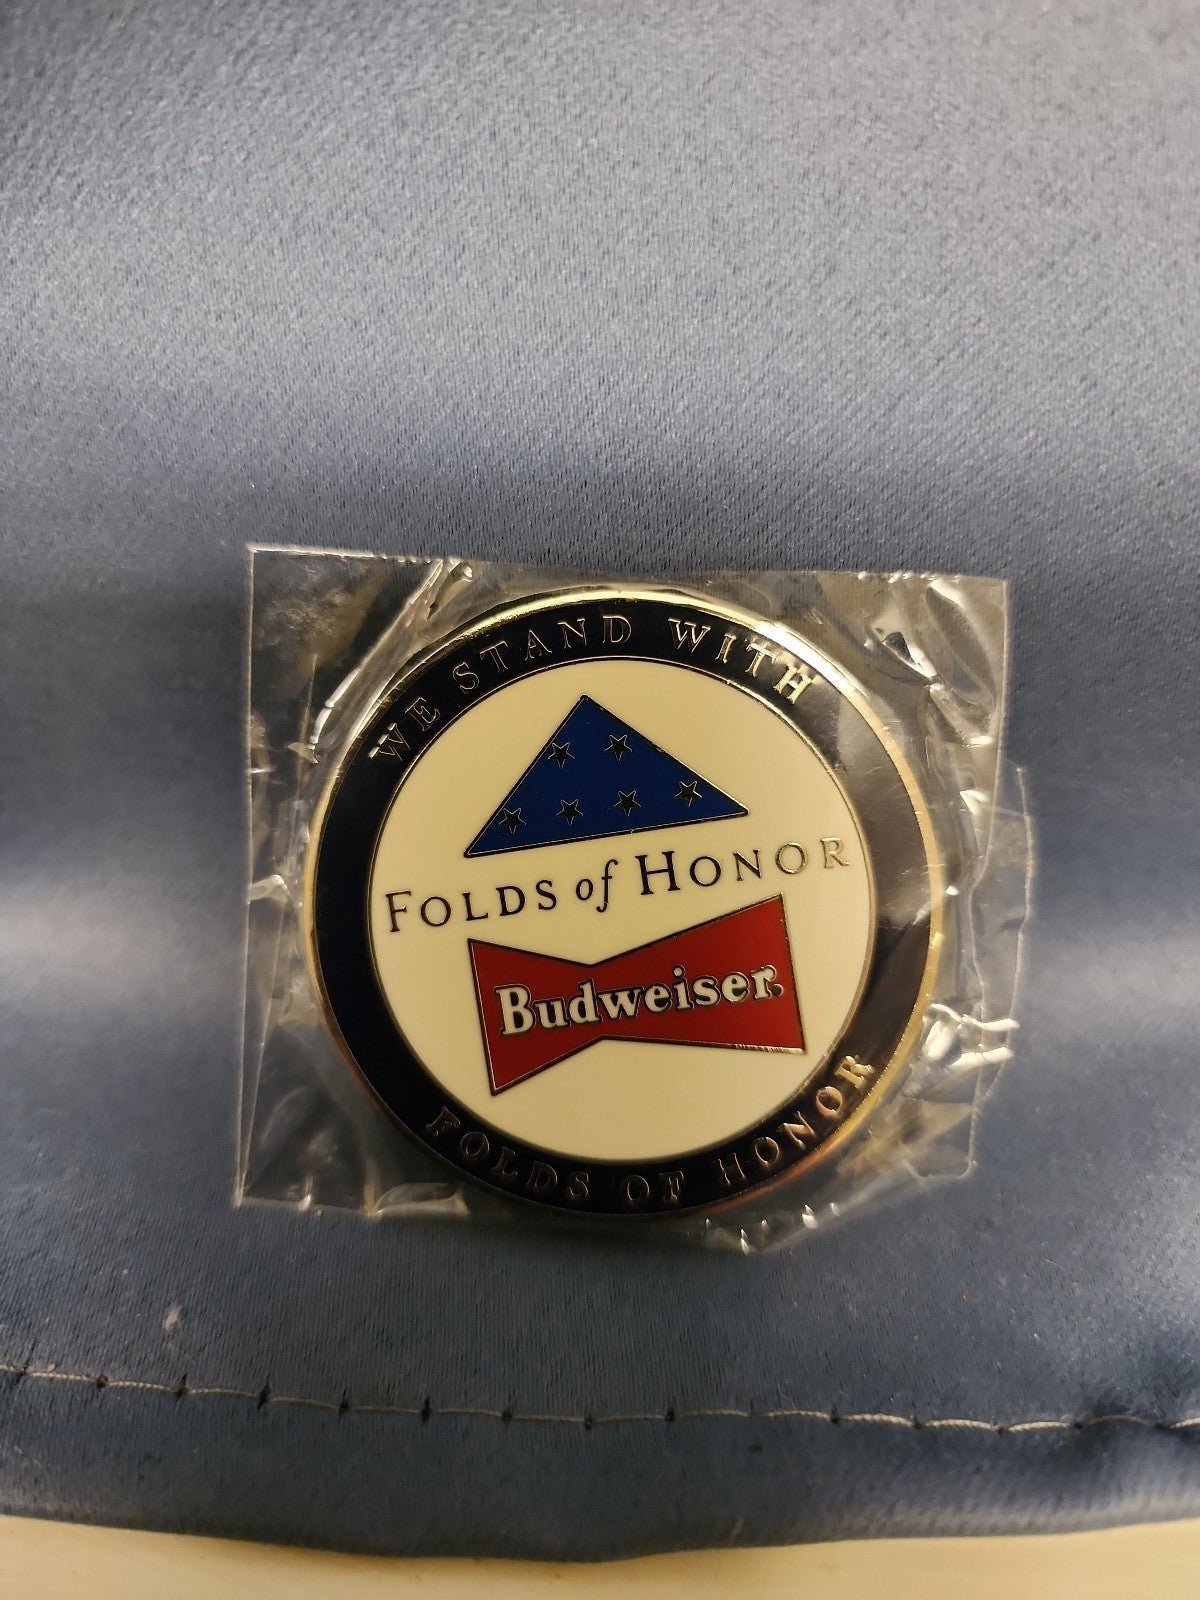 WE STAND WITH
FOLDS of HONOR
Budweiser
FOLDS OF HONOR